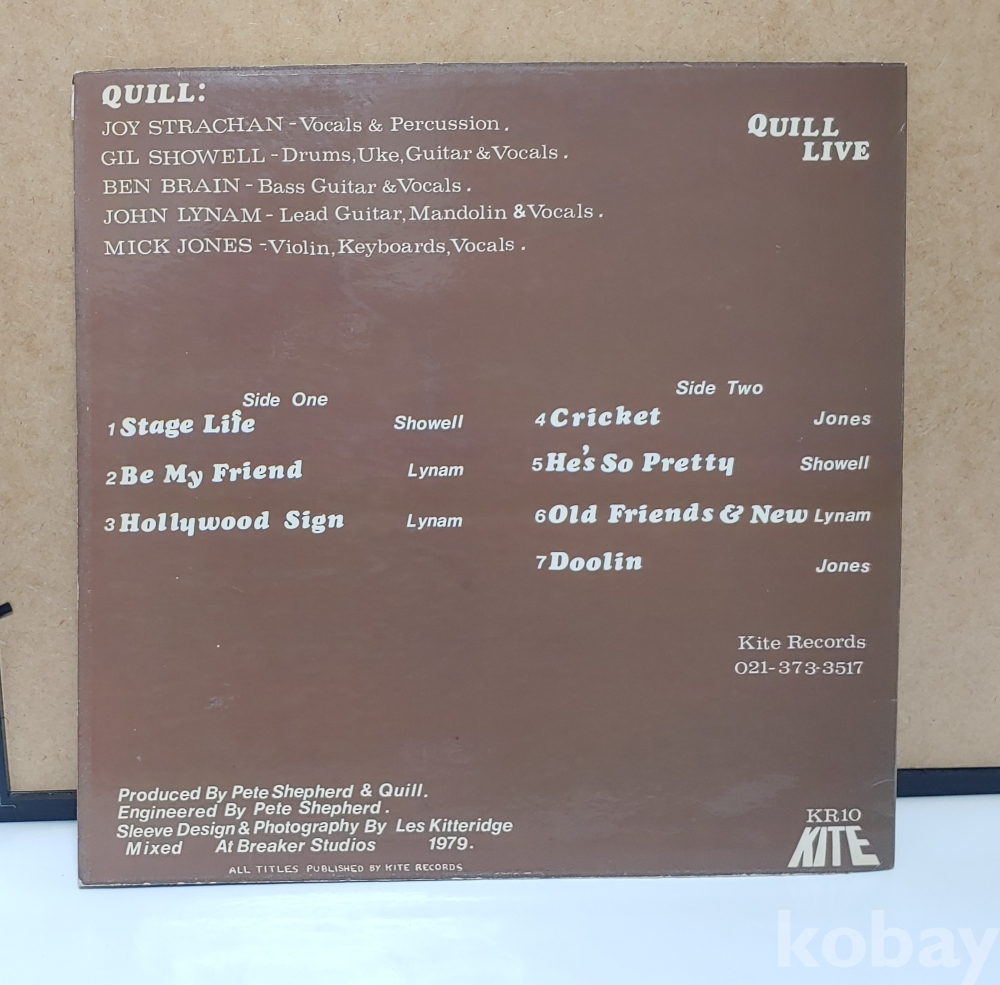 QUILL:
JOY STRACHAN - Vocals & Percussion.
GIL SHOWELL - Drums, Uke, Guitar & Vocals.
BEN BRAIN - Bass Guitar & Vocals.
JOHN LYNAM - Lead Guitar, Mandolin & Vocals.
MICK JONES - Violin, Keyboards, Vocals.
QUILL
LIVE
Side One
1 Stage Life Showell
2 Be My Friend Lynam
3 Hollywood Sign Lynam
Side Two
4 Cricket Jones
5 He's So Pretty Showell
6 Old Friends & New Lynam
7 Doolin Jones
Kite Records
021-373-3517
Produced By Pete Shepherd & Quill.
Engineered By Pete Shepherd.
Sleeve Design & Photography By Les Kitteridge
Mixed At Breaker Studios 1979.
ALL TITLES PUBLISHED BY KITE RECORDS
KR10
KITE
kobay